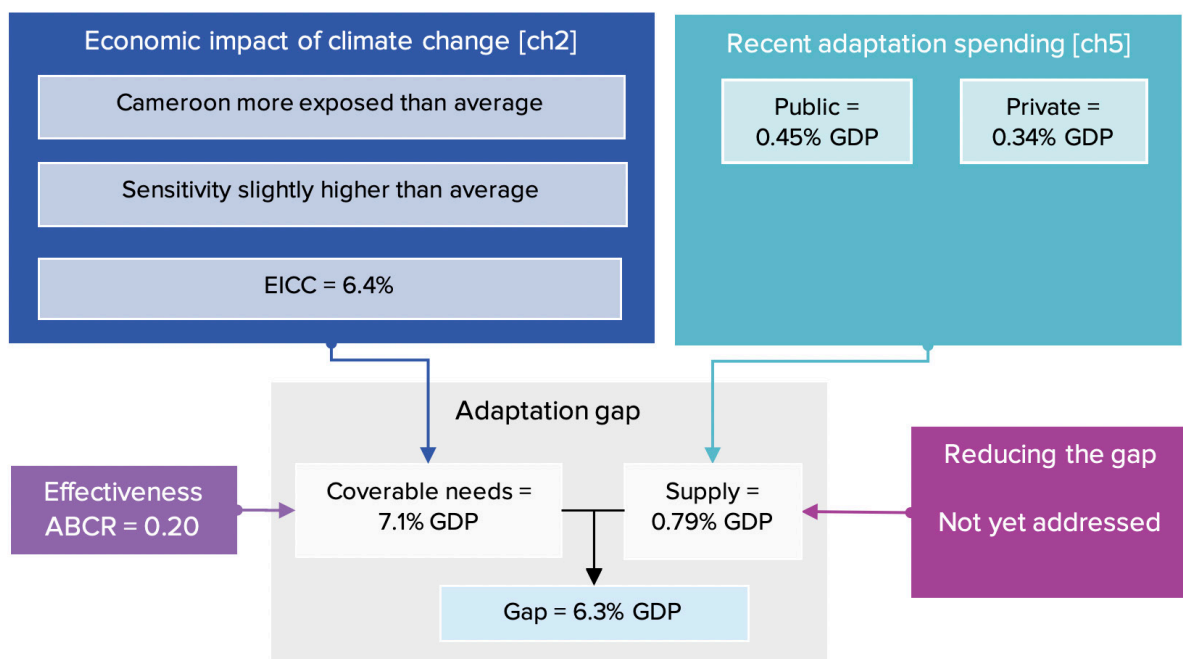 Economic impact of climate change [ch2]
Cameroon more exposed than average
Sensitivity slightly higher than average
EICC = 6.4%
Recent adaptation spending [ch5]
Public =
0.45% GDP
Private =
0.34% GDP
Adaptation gap
Effectiveness
ABCR = 0.20
Coverable needs =
7.1% GDP
Supply =
0.79% GDP
Reducing the gap
Not yet addressed
Gap = 6.3% GDP